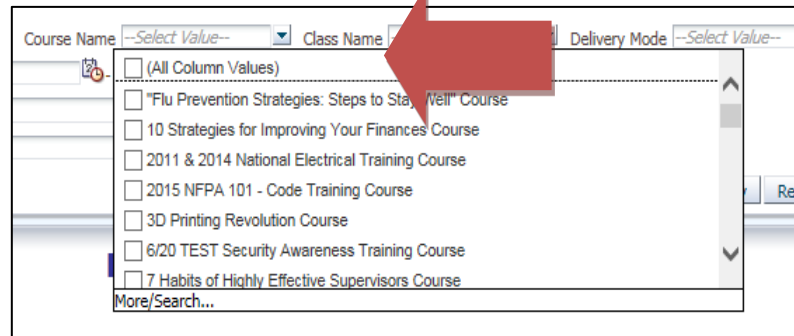 Course Name --Select Value-- Class Name Delivery Mode --Select Value--
(All Column Values)
"Flu Prevention Strategies: Steps to Stay Well" Course
10 Strategies for Improving Your Finances Course
2011 & 2014 National Electrical Training Course
2015 NFPA 101 - Code Training Course
3D Printing Revolution Course
6/20 TEST Security Awareness Training Course
7 Habits of Highly Effective Supervisors Course
More/Search...